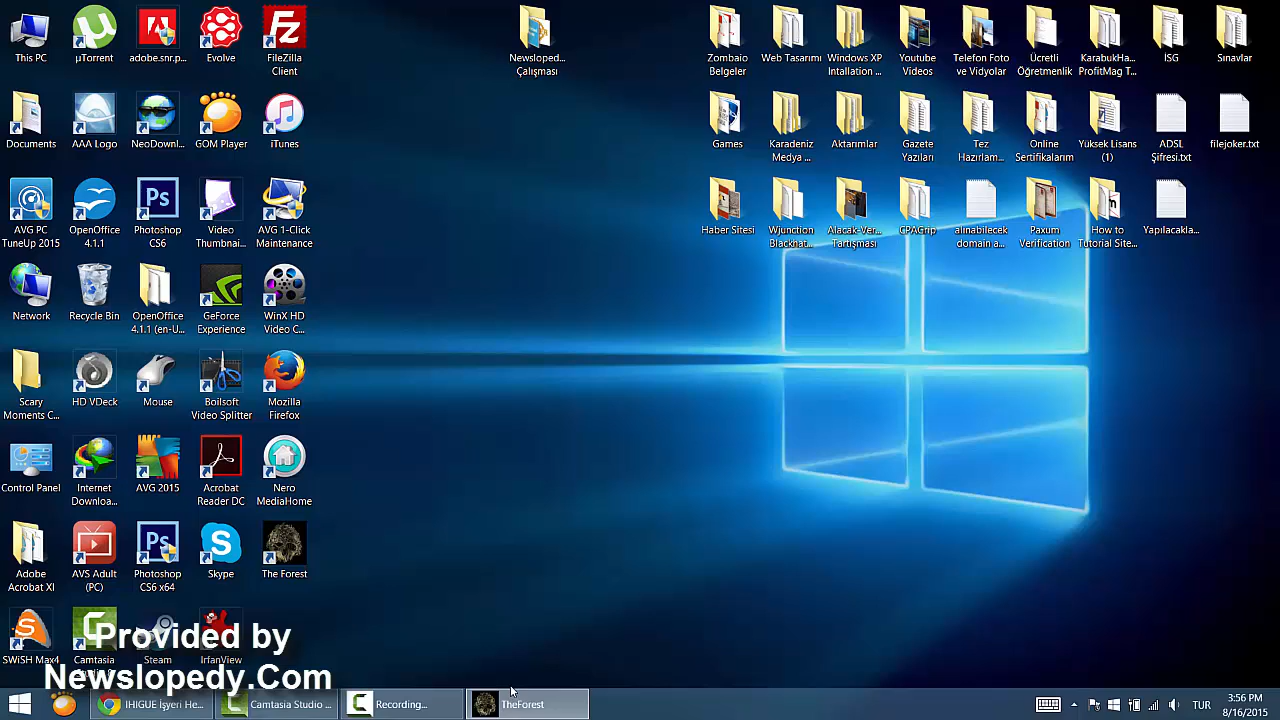 This PC
µTorrent
adobe.snr.p...
Evolve
FileZilla
Client
Newsloped...
Çalışması
Zombaio
Belgeler
Web Tasarımı
Windows XP
Intallation ...
Youtube
Videos
Telefon Foto
ve Vidyolar
Ücretli
Öğretmenlik
KarabukHa...
ProfitMag T...
İSG
Sınavlar
Documents
AAA Logo
NeoDownl...
GOM Player
iTunes
Games
Karadeniz
Medya ...
Aktarımlar
Gazete
Yazıları
Tez
Hazırlam...
Online
Sertifikalarım
Yüksek Lisans
(1)
ADSL
Şifresi.txt
filejoker.txt
AVG PC
TuneUp 2015
OpenOffice
4.1.1
Photoshop
CS6
Video
Thumbnai...
AVG 1-Click
Maintenance
Haber Sitesi
Wjunction
Blackhat...
Alacak-Ver...
Tartışması
CPAGrip
alınabilecek
domain a...
Paxum
Verification
How to
Tutorial Site...
Yapılacakla...
Network
Recycle Bin
OpenOffice
4.1.1 (en-U...
GeForce
Experience
WinX HD
Video C...
Scary
Moments C...
HD VDeck
Mouse
Boilsoft
Video Splitter
Mozilla
Firefox
Control Panel
Internet
Downloa...
AVG 2015
Acrobat
Reader DC
Nero
MediaHome
Adobe
Acrobat XI
AVS Adult
(PC)
Photoshop
CS6 x64
Skype
The Forest
SWiSH Max4
Camtasia
Steam
IrfanView
Provided by
Newslopedy.Com
IHIGUE İşyeri He...
Camtasia Studio ...
Recording...
TheForest
TUR
3:56 PM
8/16/2015